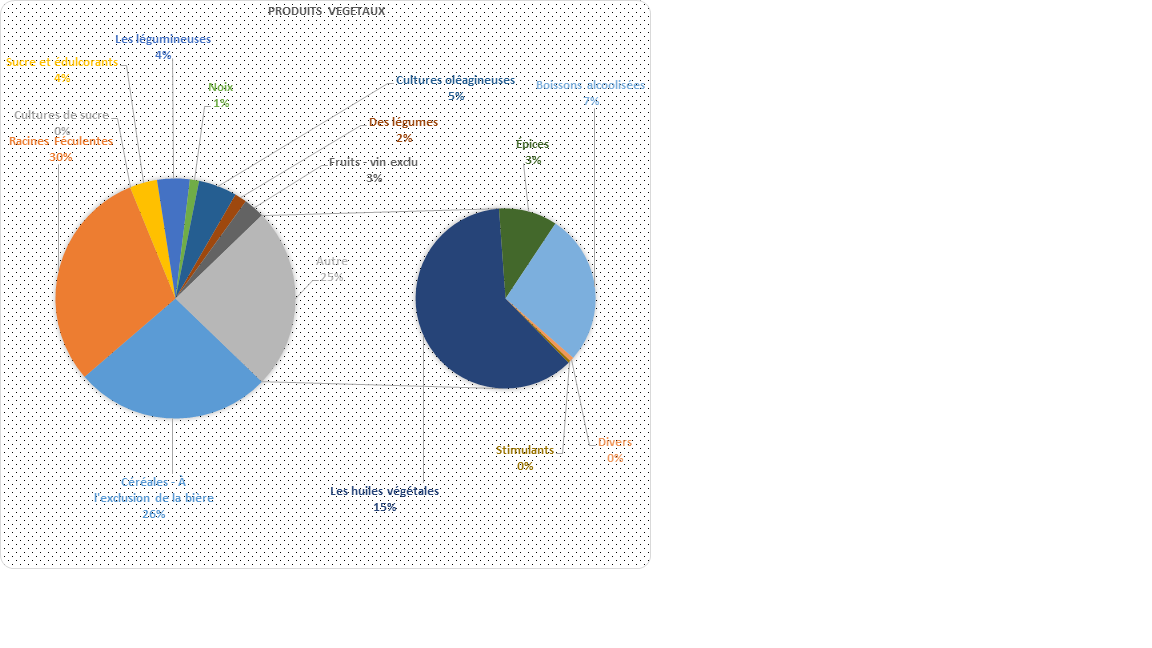 PRODUITS VEGETAUX
Les légumineuses
4%
Sucre et édulcorants
4%
Noix
1%
Cultures oléagineuses
5%
Boissons alcoolisées
7%
Cultures de sucre
0%
Des légumes
2%
Racines Féculentes
30%
Épices
3%
Fruits - vin exclu
3%
Autre
25%
Stimulants
0%
Divers
0%
Céréales - À
l'exclusion de la bière
26%
Les huiles végétales
15%